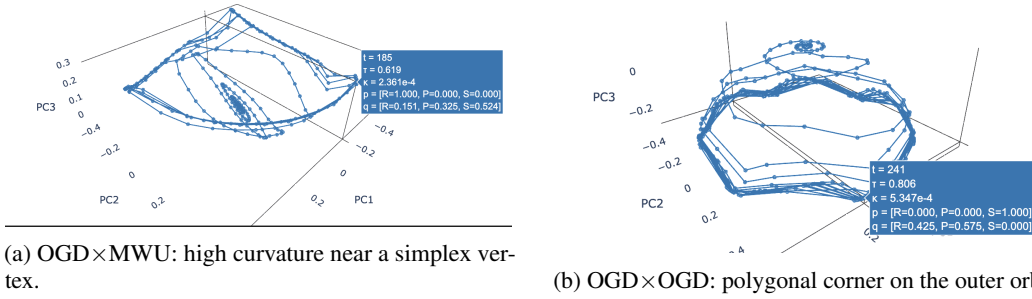 0.3
0.2
0.1
0
−0.4
−0.2
0
0.2
PC3
PC2
t = 185
τ = 0.619
κ = 2.361e-4
p = [R=1.000, P=0.000, S=0.000]
q = [R=0.151, P=0.325, S=0.524]
−0.4
−0.2
0
0.2
PC1
(a) OGD×MWU: high curvature near a simplex ver-
tex.
0
−0.2
−0.4
PC3
−0.2
0
0.2
PC2
t = 241
τ = 0.806
κ = 5.347e-4
p = [R=0.000, P=0.000, S=1.000]
q = [R=0.425, P=0.575, S=0.000]
0.2
(b) OGD×OGD: polygonal corner on the outer or